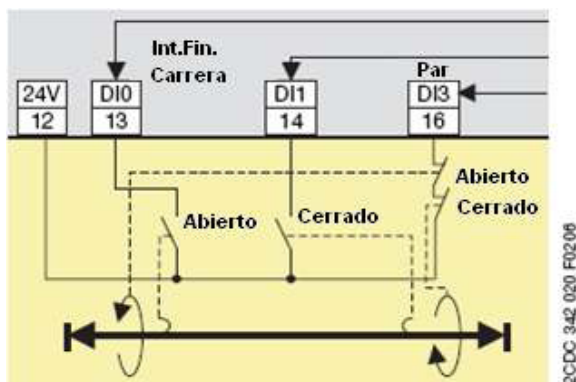 Int.Fin.
Carrera
Par
24V
DI0
DI1
DI3
12
13
14
16
Abierto
Cerrado
Abierto
Cerrado
2CDC 342 020 F0206